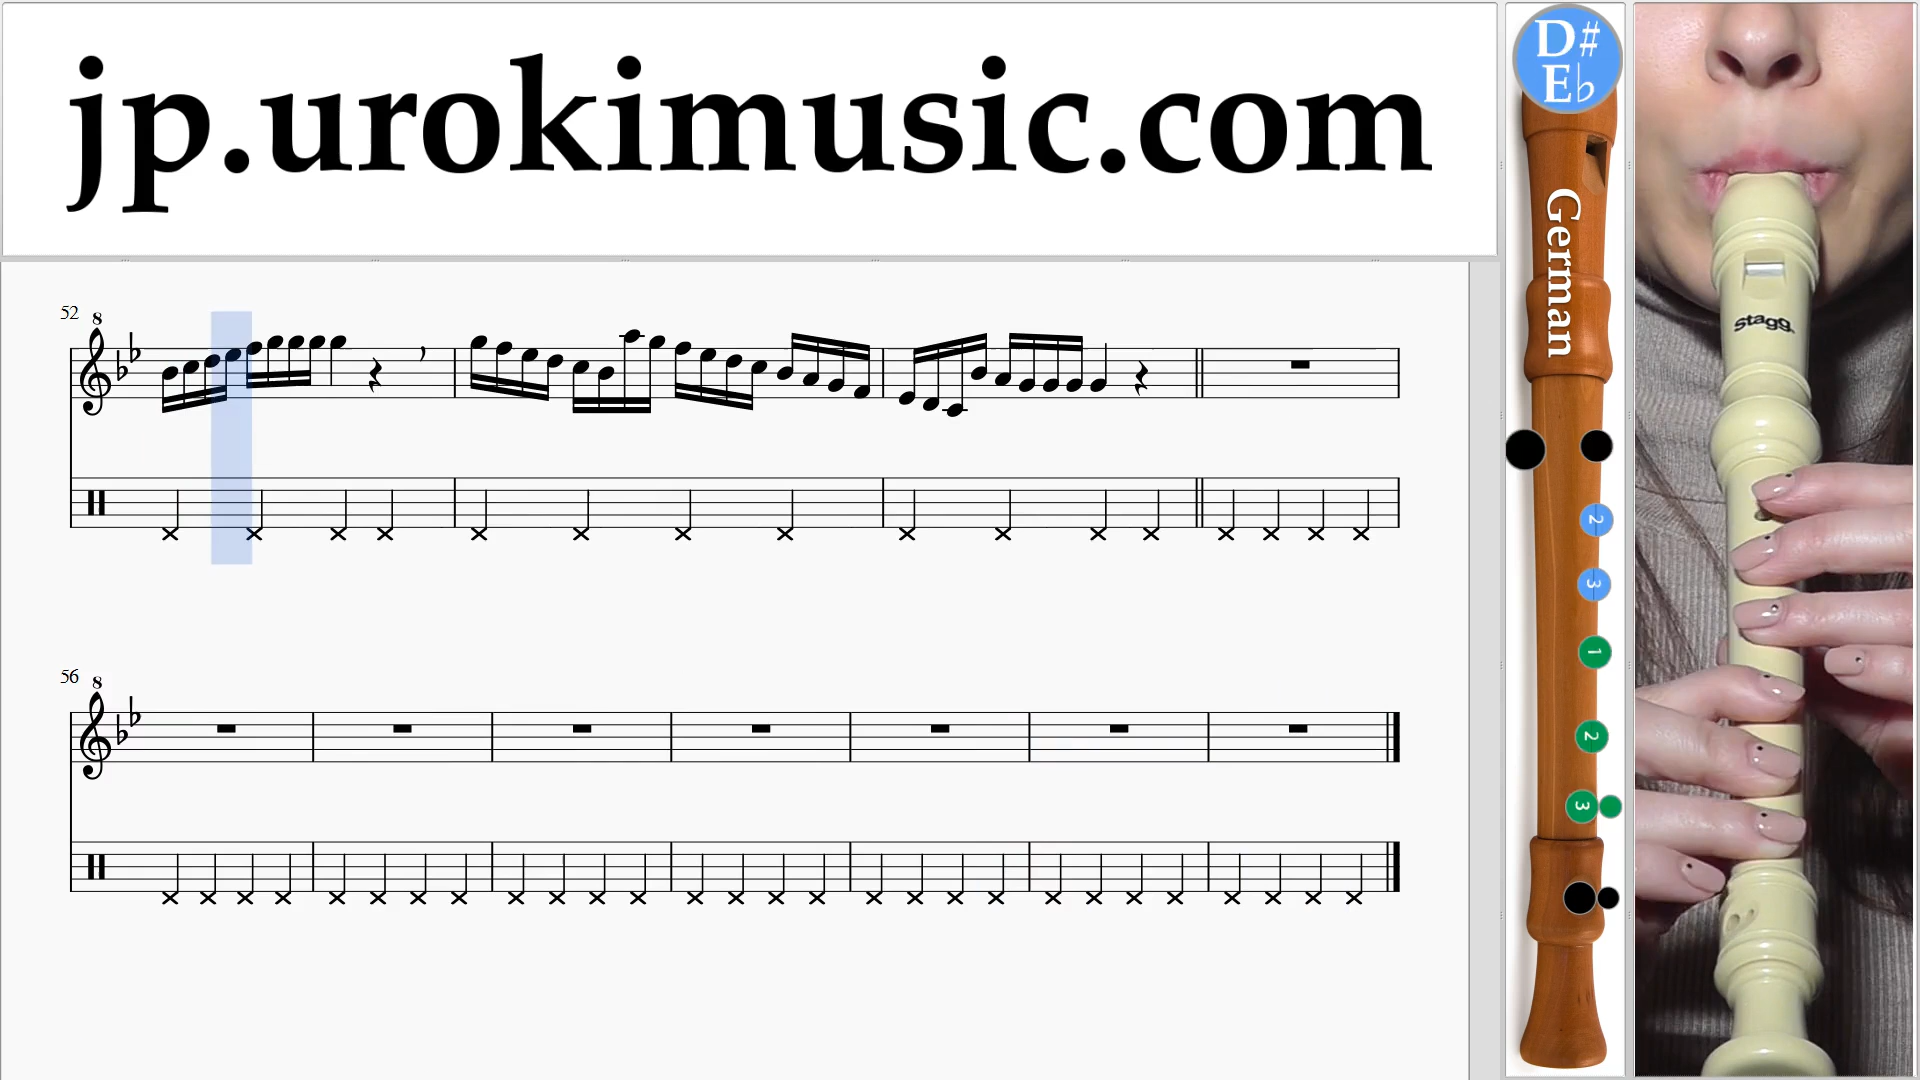 jp.urokimusic.com
D#
E♭
German
Stagg
52
8
2
3
1
2
3
56
8